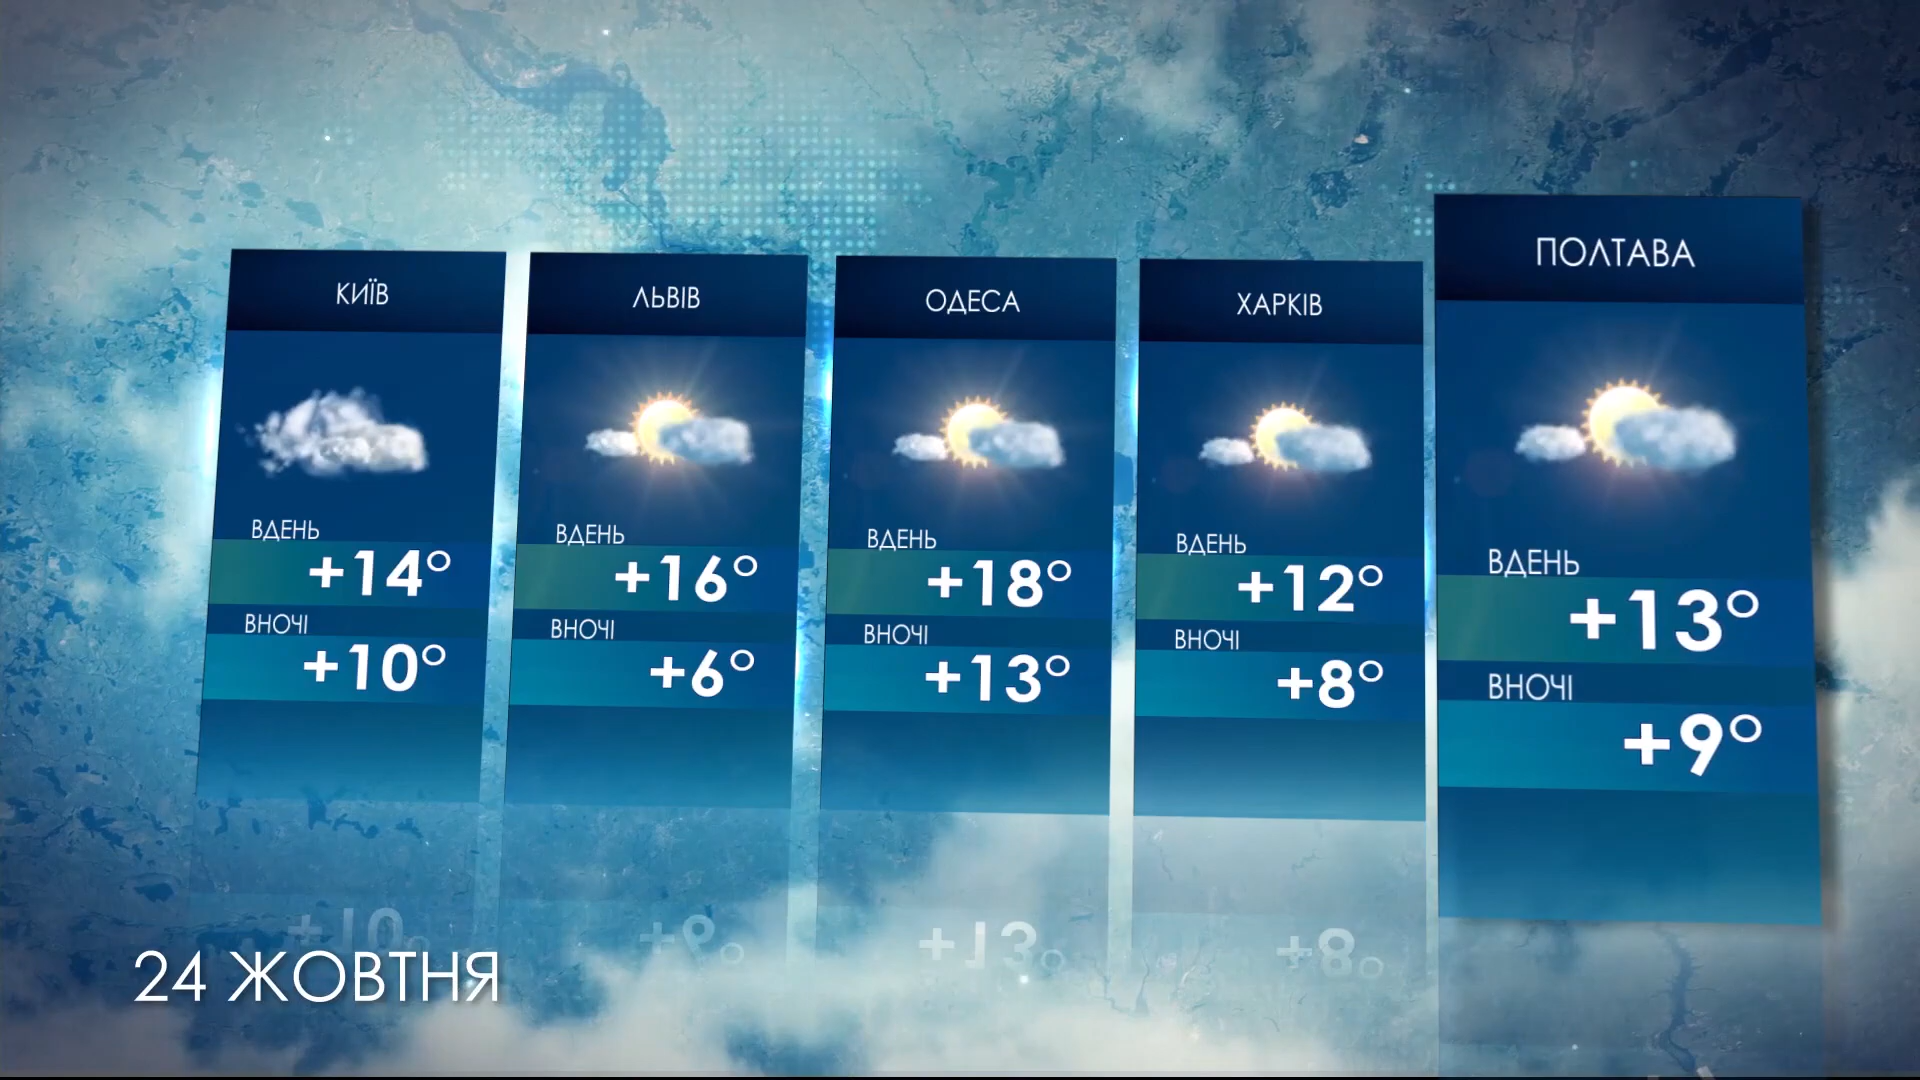 КИЇВ
ВДЕНЬ
+14°
ВНОЧІ
+10°
ЛЬВІВ
ВДЕНЬ
+16°
ВНОЧІ
+6°
ОДЕСА
ВДЕНЬ
+18°
ВНОЧІ
+13°
ХАРКІВ
ВДЕНЬ
+12°
ВНОЧІ
+8°
ПОЛТАВА
ВДЕНЬ
+13°
ВНОЧІ
+9°
24 ЖОВТНЯ